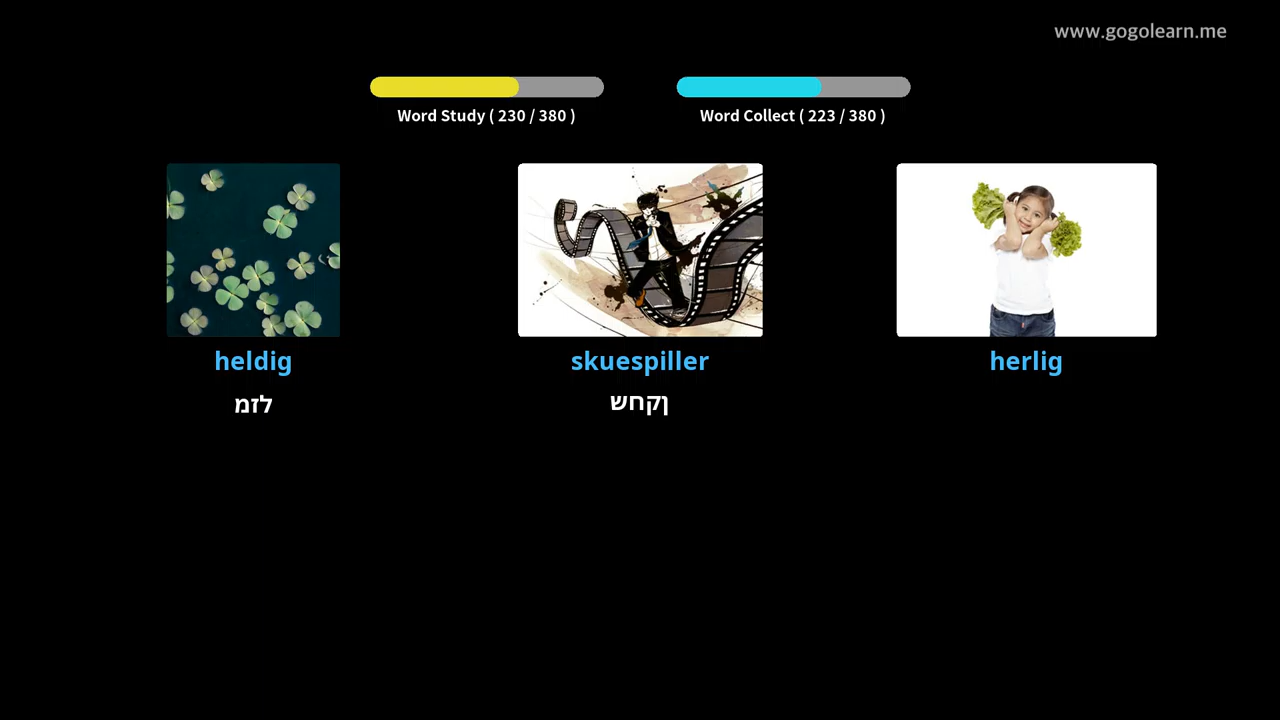 www.gogolearn.me
Word Study ( 230 / 380 )
Word Collect ( 223 / 380 )
heldig
לזמ
skuespiller
ןקחש
herlig